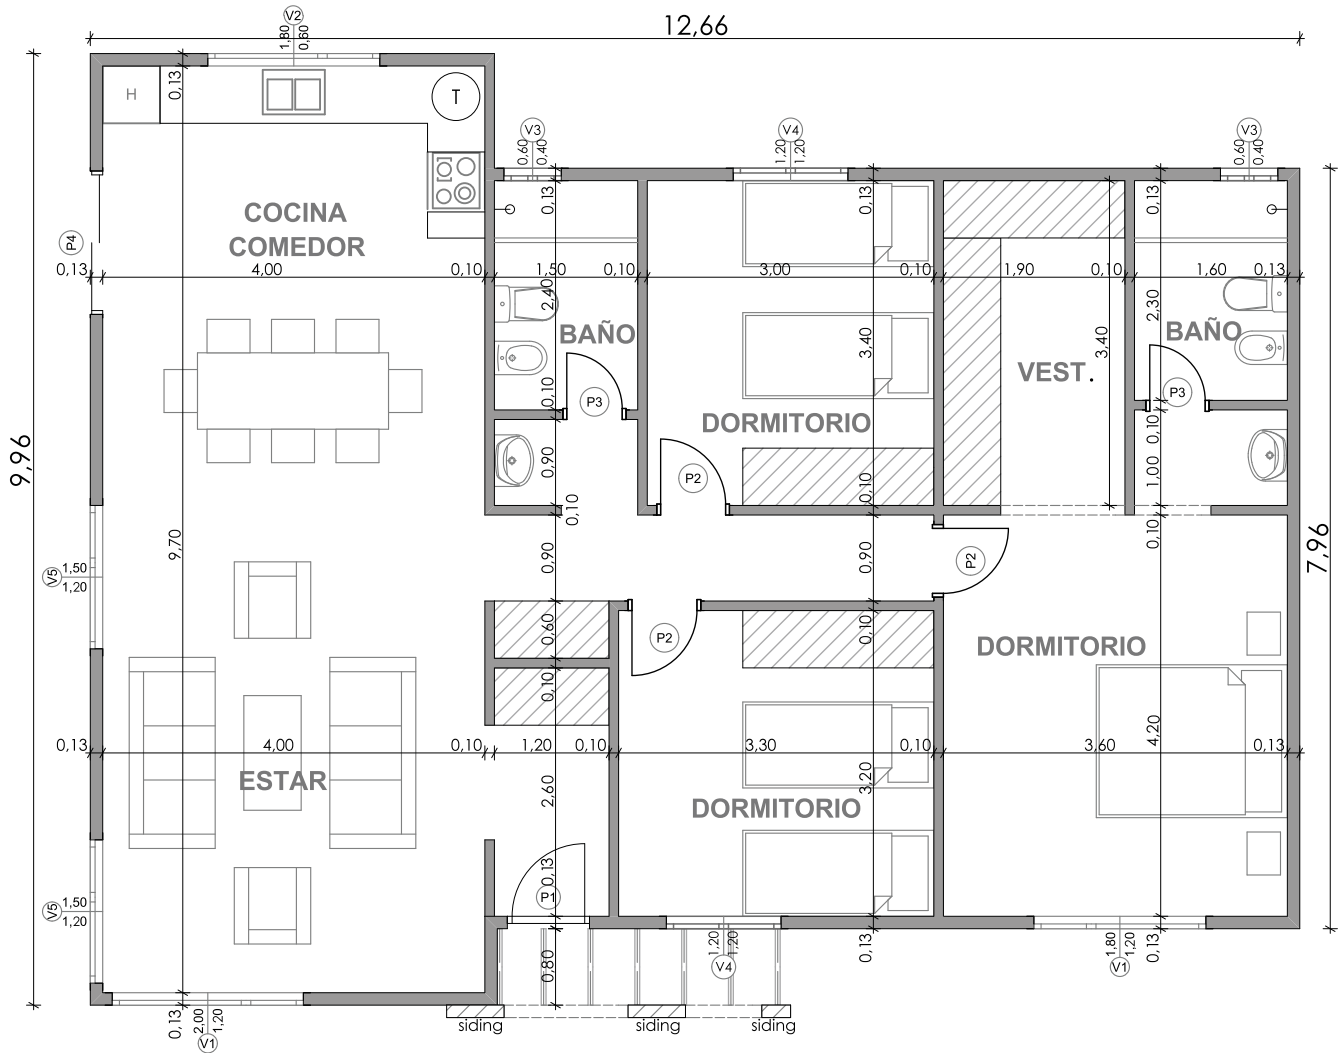 V2
1,80
0,60
12,66
0,13
H
T
V3
0,60
0,40
V4
1,20
1,20
V3
0,60
0,40
0,13
0,13
0,13
COCINA
COMEDOR
P4
0,13
4,00
0,10
1,50
0,10
3,00
0,10
1,90
0,10
1,60
0,13
2,40
2,30
BAÑO
3,40
3,40
BAÑO
VEST.
0,10
P3
P3
DORMITORIO
0,10
9,96
0,90
P2
0,10
1,00
0,10
9,70
0,90
0,90
0,10
7,96
P2
V5
1,50
1,20
0,60
P2
0,10
DORMITORIO
0,10
4,20
0,13
4,00
0,10
1,20
0,10
3,30
0,10
3,60
0,13
ESTAR
2,60
3,20
DORMITORIO
0,13
P1
V5
1,50
1,20
0,80
1,20
1,20
V4
0,13
1,80
1,20
V1
0,13
0,13
2,00
1,20
V1
siding
siding
siding